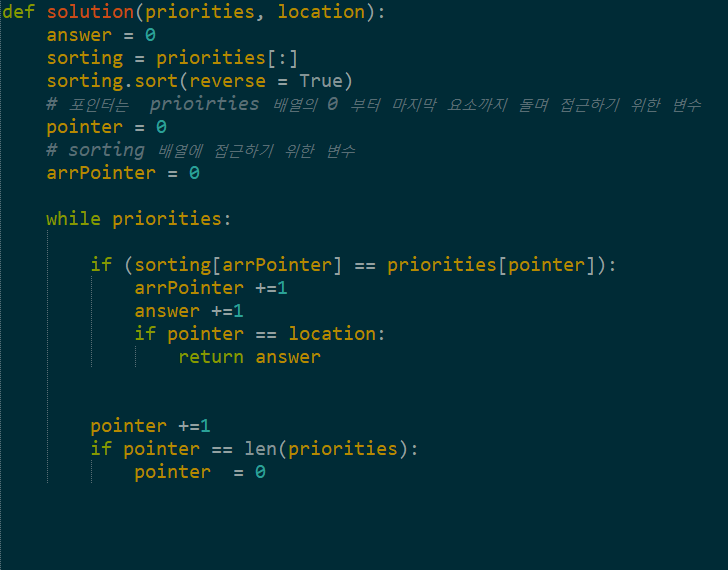 def solution(priorities, location):
    answer = 0
    sorting = priorities[:]
    sorting.sort(reverse = True)
    # 포인터는  prioirties 배열의 0 부터 마지막 요소까지 돌며 접근하기 위한 변수
    pointer = 0
    # sorting 배열에 접근하기 위한 변수
    arrPointer = 0

    while priorities:

        if (sorting[arrPointer] == priorities[pointer]):
            arrPointer +=1
            answer +=1
            if pointer == location:
                return answer


        pointer +=1
        if pointer == len(priorities):
            pointer  = 0